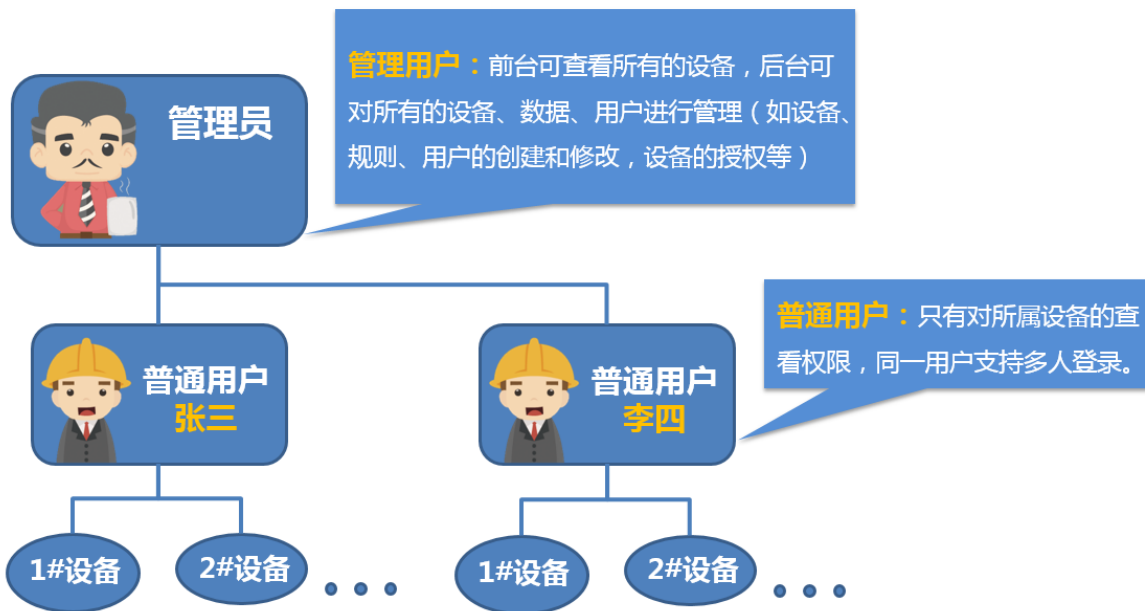 管理员
管理用户：前台可查看所有的设备，后台可
对所有的设备、数据、用户进行管理（如设备、
规则、用户的创建和修改，设备的授权等）
普通用户
张三
普通用户
李四
普通用户：只有对所属设备的查
看权限，同一用户支持多人登录。
1#设备
2#设备
1#设备
2#设备